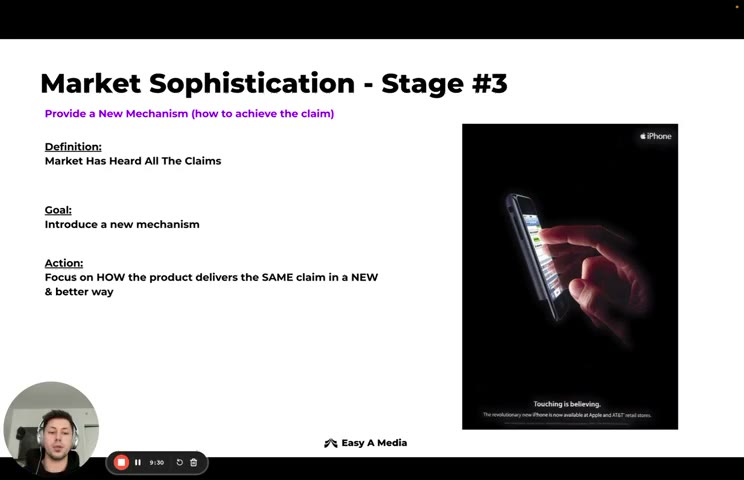 Market Sophistication - Stage #3
Provide a New Mechanism (how to achieve the claim)
Definition:
Market Has Heard All The Claims
Goal:
Introduce a new mechanism
Action:
Focus on HOW the product delivers the SAME claim in a NEW
& better way
iPhone
Touching is believing.
The revolutionary new iPhone is now available at Apple and AT&T retail stores.
Easy A Media
9:30